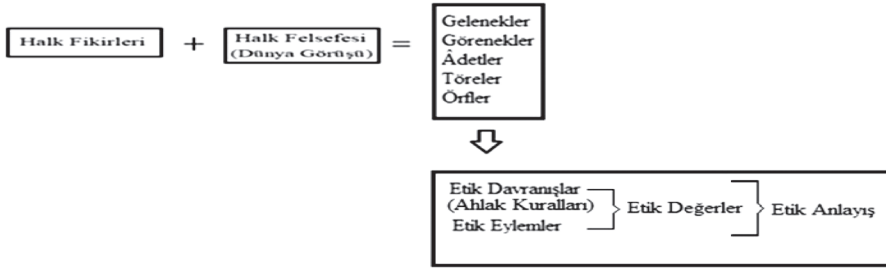 Halk Fikirleri + Halk Felsefesi =
(Dünya Görüşü)
Gelenekler
Görenekler
Âdetler
Töreler
Örfler
Etik Davranışlar
(Ahlak Kuralları)
Etik Eylemler
Etik Değerler
Etik Anlayış